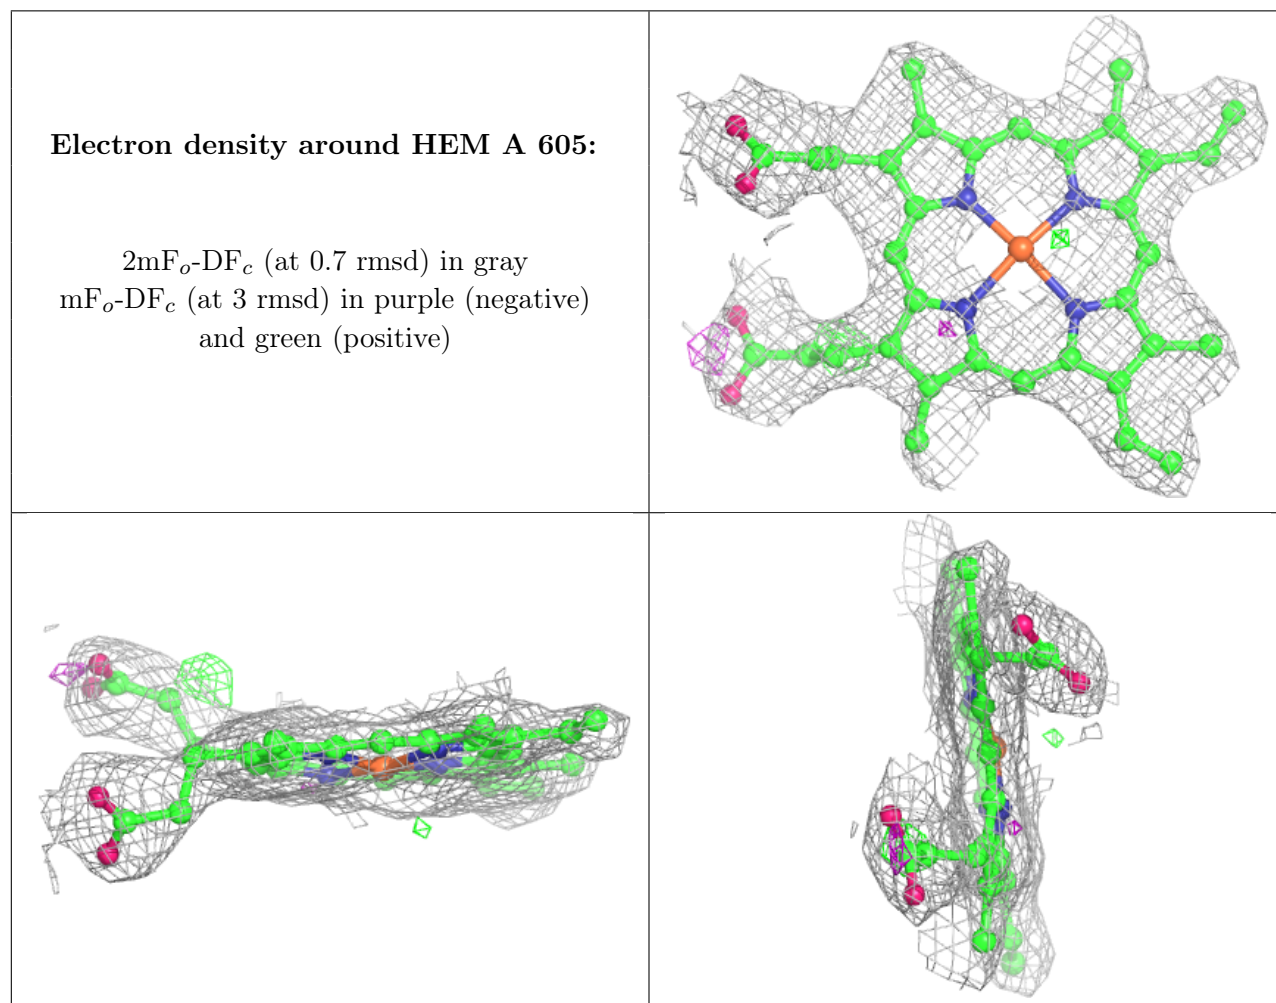 Electron density around HEM A 605:
2mFₒ-DF𝒸 (at 0.7 rmsd) in gray
mFₒ-DF𝒸 (at 3 rmsd) in purple (negative)
and green (positive)